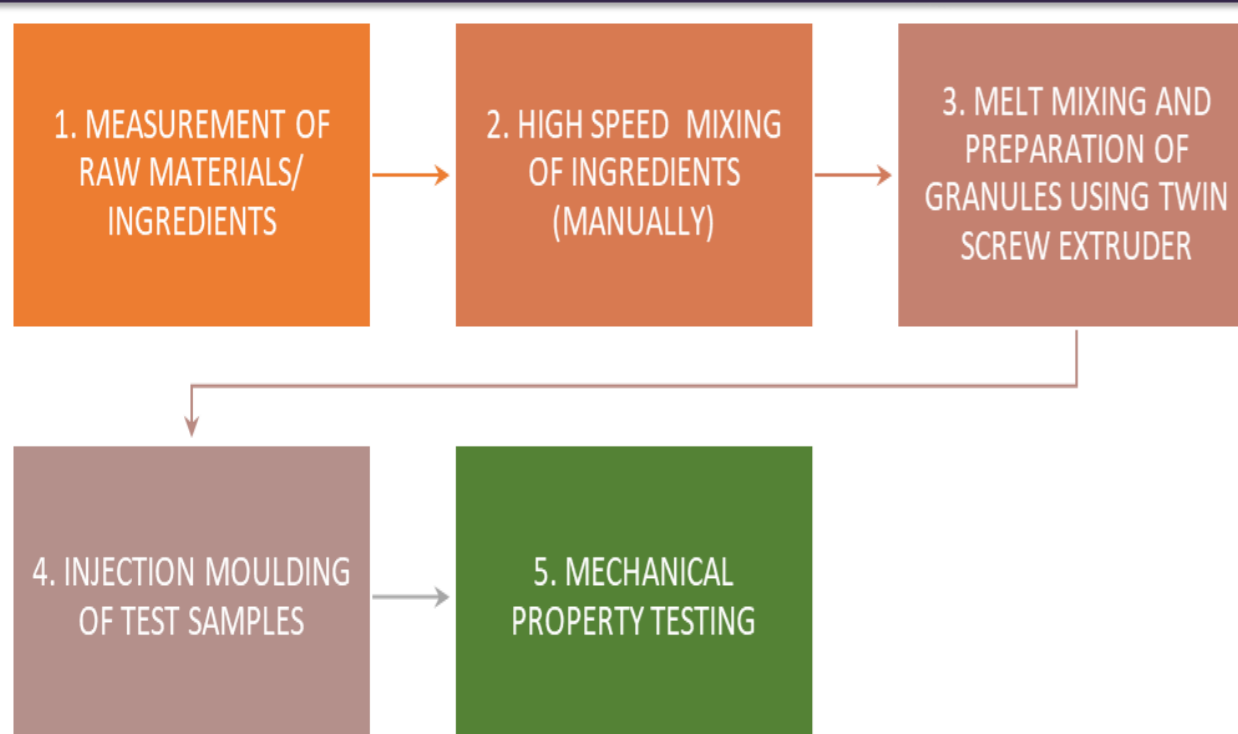 1. MEASUREMENT OF
RAW MATERIALS/
INGREDIENTS
2. HIGH SPEED MIXING
OF INGREDIENTS
(MANUALLY)
3. MELT MIXING AND
PREPARATION OF
GRANULES USING TWIN
SCREW EXTRUDER
4. INJECTION MOULDING
OF TEST SAMPLES
5. MECHANICAL
PROPERTY TESTING